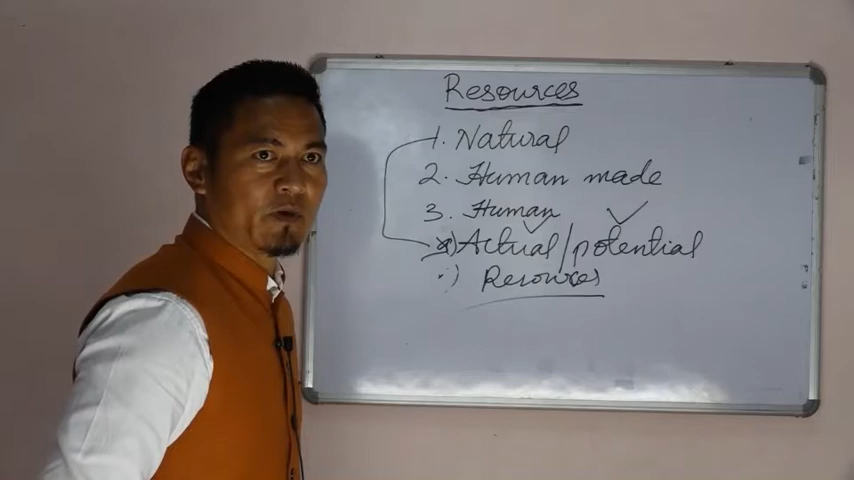 Resources
1. Natural
2. Human made
3. Human
a) Actual/potential
Resources